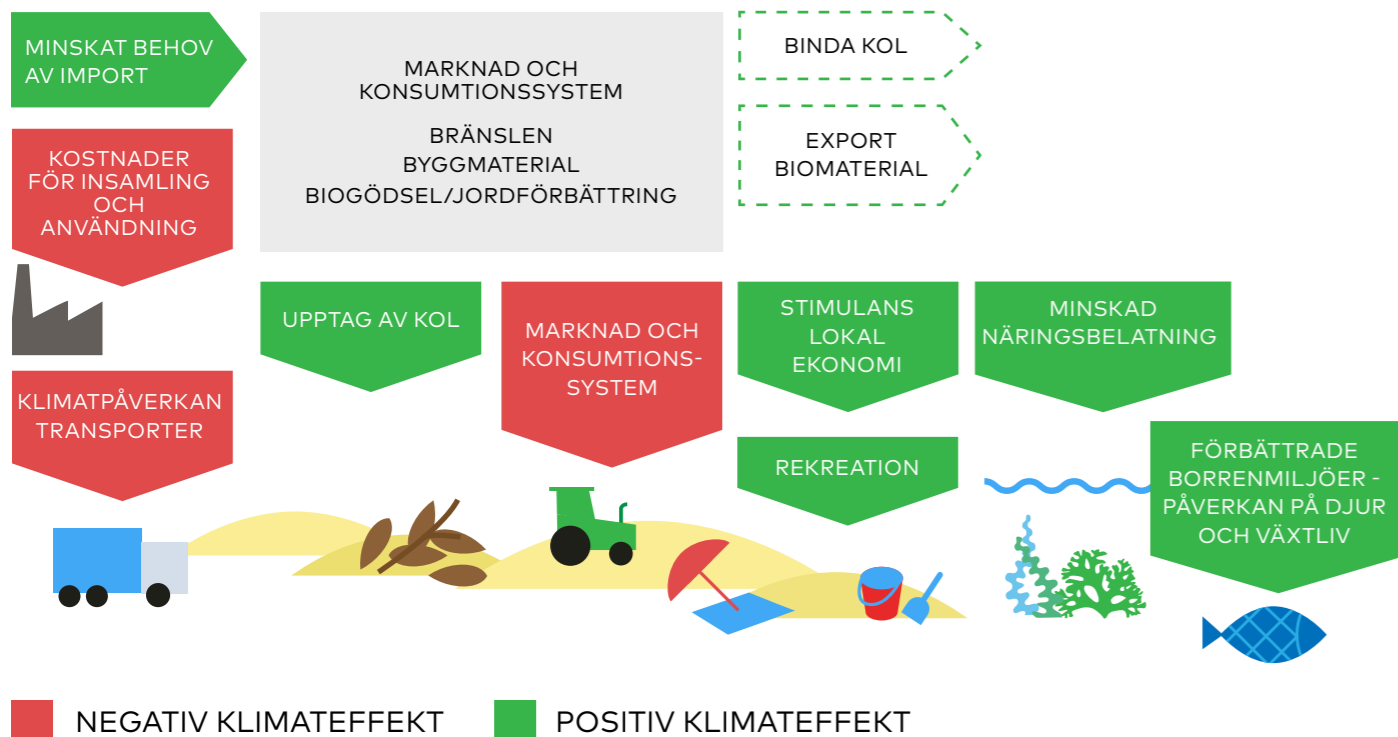 MINSKAT BEHOV
AV IMPORT
KOSTNADER
FÖR INSAMLING
OCH
ANVÄNDNING
KLIMATPÅVERKAN
TRANSPORTER
MARKNAD OCH
KONSUMTIONSSYSTEM
BRÄNSLEN
BYGGMATERIAL
BIOGÖDSEL/JORDFÖRBÄTTRING
BINDA KOL
EXPORT
BIOMATERIAL
UPPTAG AV KOL
MARKNAD OCH
KONSUMTIONS-
SYSTEM
STIMULANS
LOKAL
EKONOMI
REKREATION
MINSKAD
NÄRINGSBELATNING
FÖRBÄTTRADE
BORRENMILJÖER -
PÅVERKAN PÅ DJUR
OCH VÄXTLIV
NEGATIV KLIMATEFFEKT
POSITIV KLIMATEFFEKT